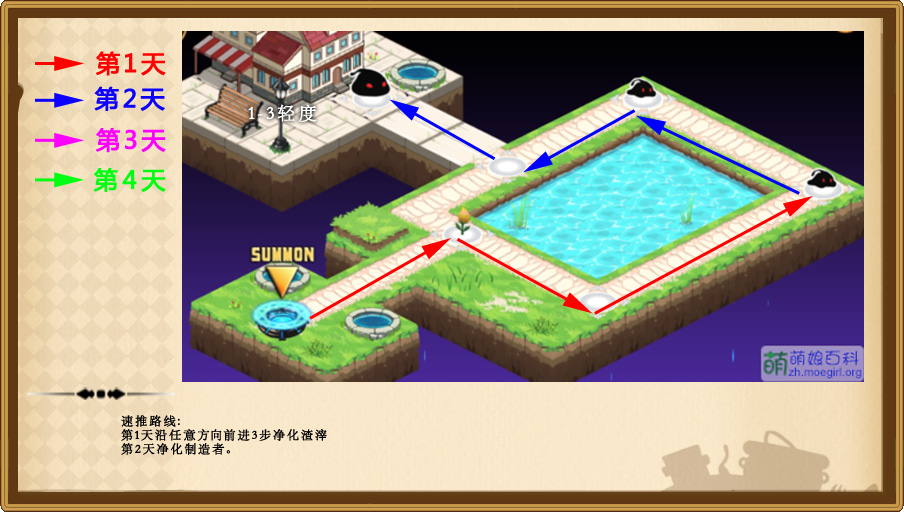 第1天
第2天
第3天
第4天
1-3轻度
SUMMON
萌 萌娘百科
zh.moegirl.org
速推路线:
第1天沿任意方向前进3步净化渣滓
第2天净化制造者。